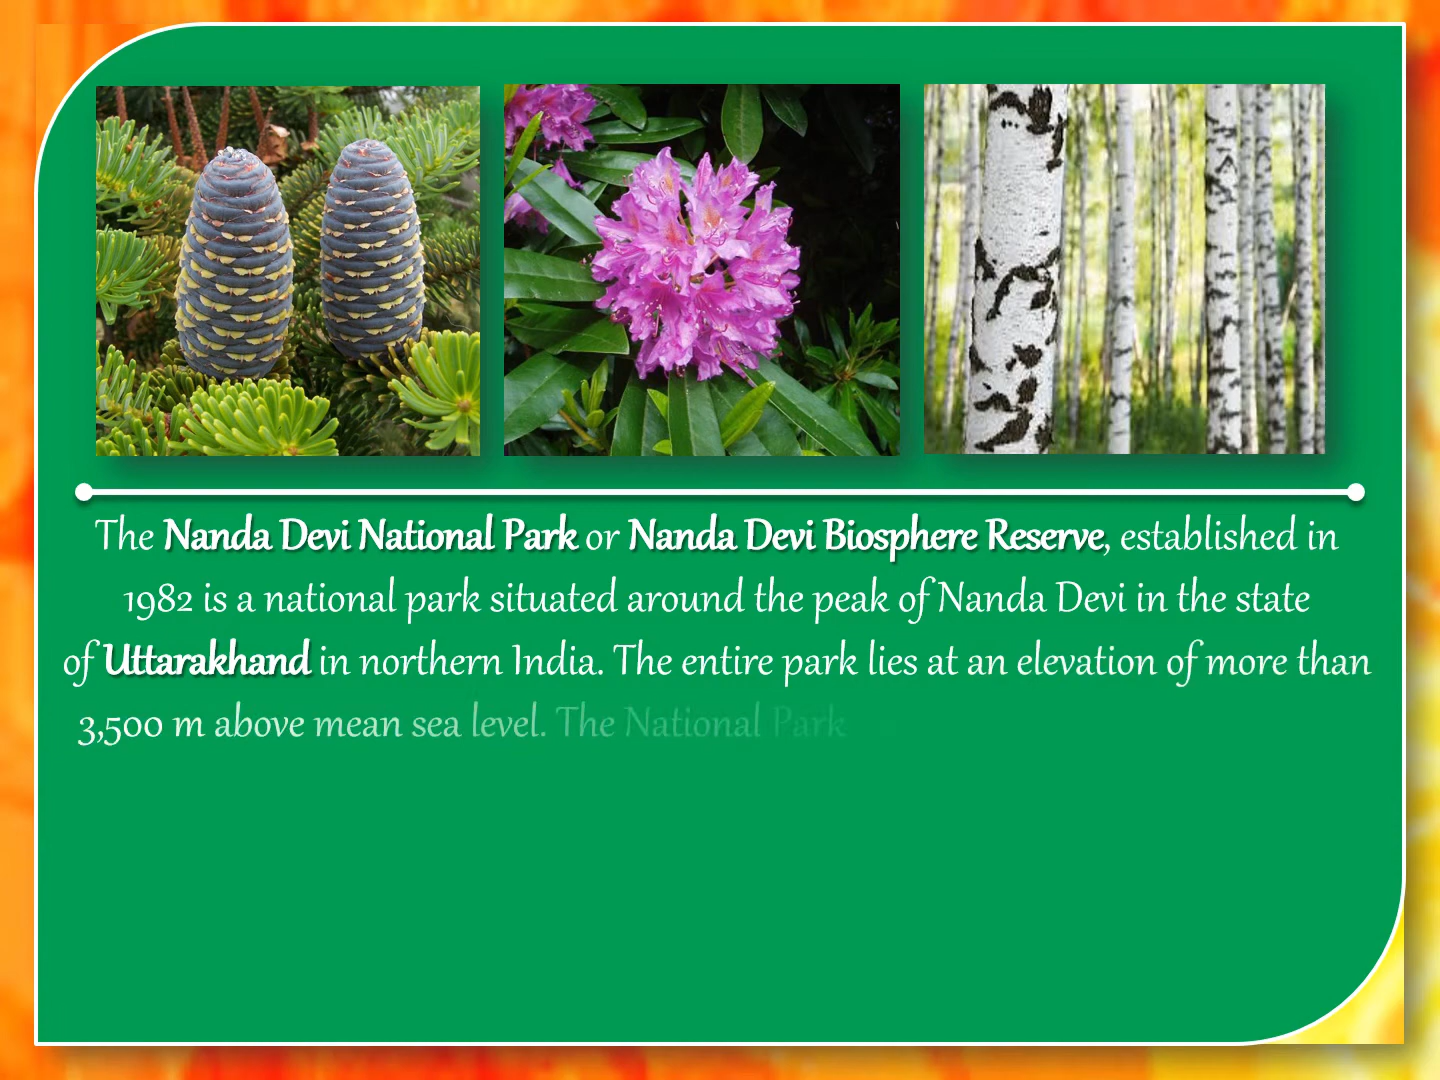 The Nanda Devi National Park or Nanda Devi Biosphere Reserve, established in
1982 is a national park situated around the peak of Nanda Devi in the state
of Uttarakhand in northern India. The entire park lies at an elevation of more than
3,500 m above mean sea level. The National Park